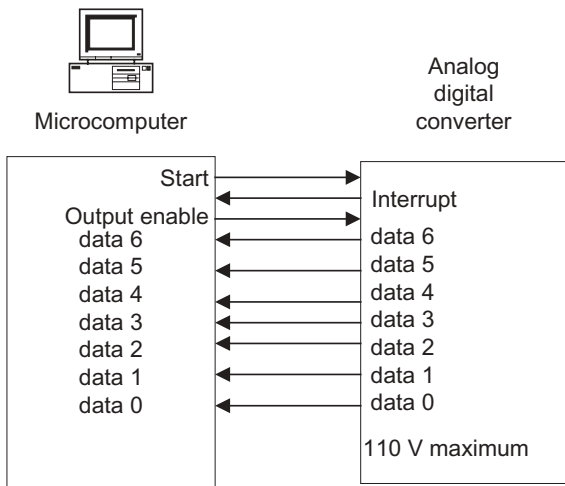 Microcomputer
Analog
digital
converter
Start
Interrupt
Output enable
data 6
data 5
data 4
data 3
data 2
data 1
data 0
data 6
data 5
data 4
data 3
data 2
data 1
data 0
110 V maximum